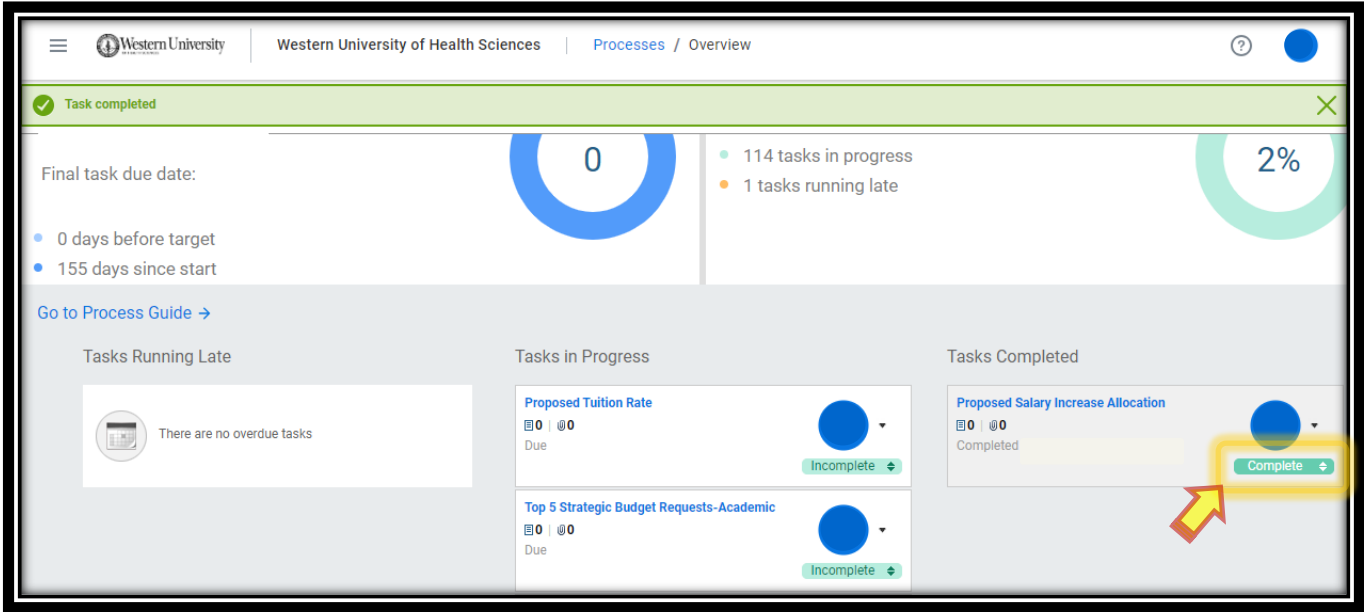 Western University
Western University of Health Sciences | Processes / Overview
?
Task completed
Final task due date:
0 days before target
155 days since start
0
114 tasks in progress
1 tasks running late
2%
Go to Process Guide →
Tasks Running Late
There are no overdue tasks
Tasks in Progress
Proposed Tuition Rate
0 | 0
Due
Incomplete
Top 5 Strategic Budget Requests-Academic
0 | 0
Due
Incomplete
Tasks Completed
Proposed Salary Increase Allocation
0 | 0
Completed
Complete